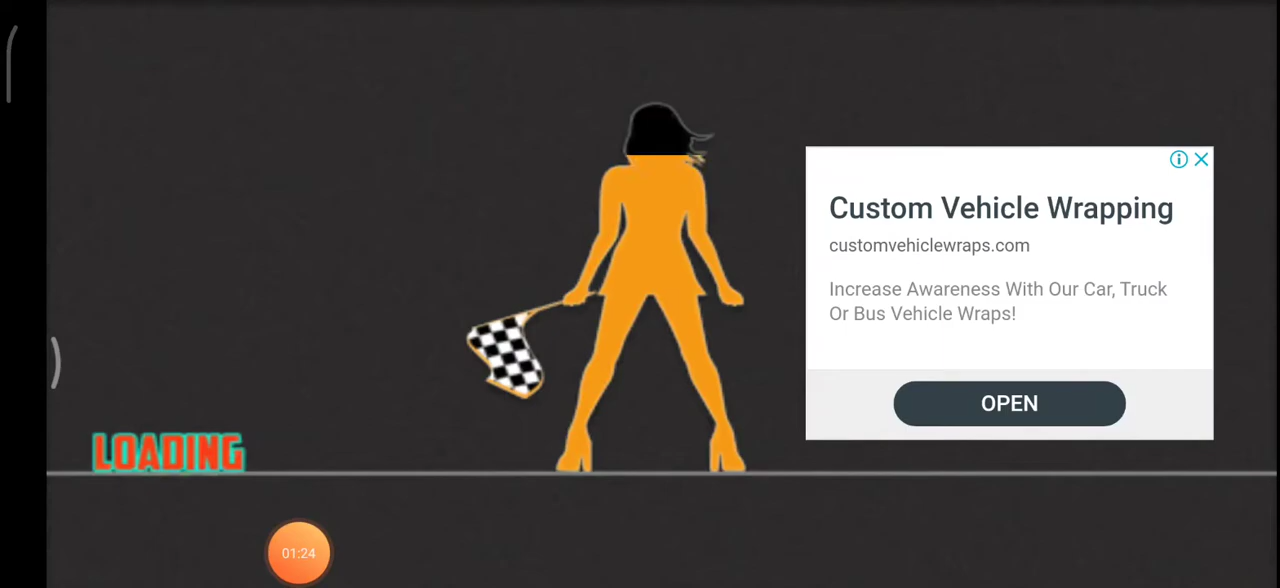 Custom Vehicle Wrapping
customvehiclewraps.com
Increase Awareness With Our Car, Truck
Or Bus Vehicle Wraps!
OPEN
LOADING
01:24